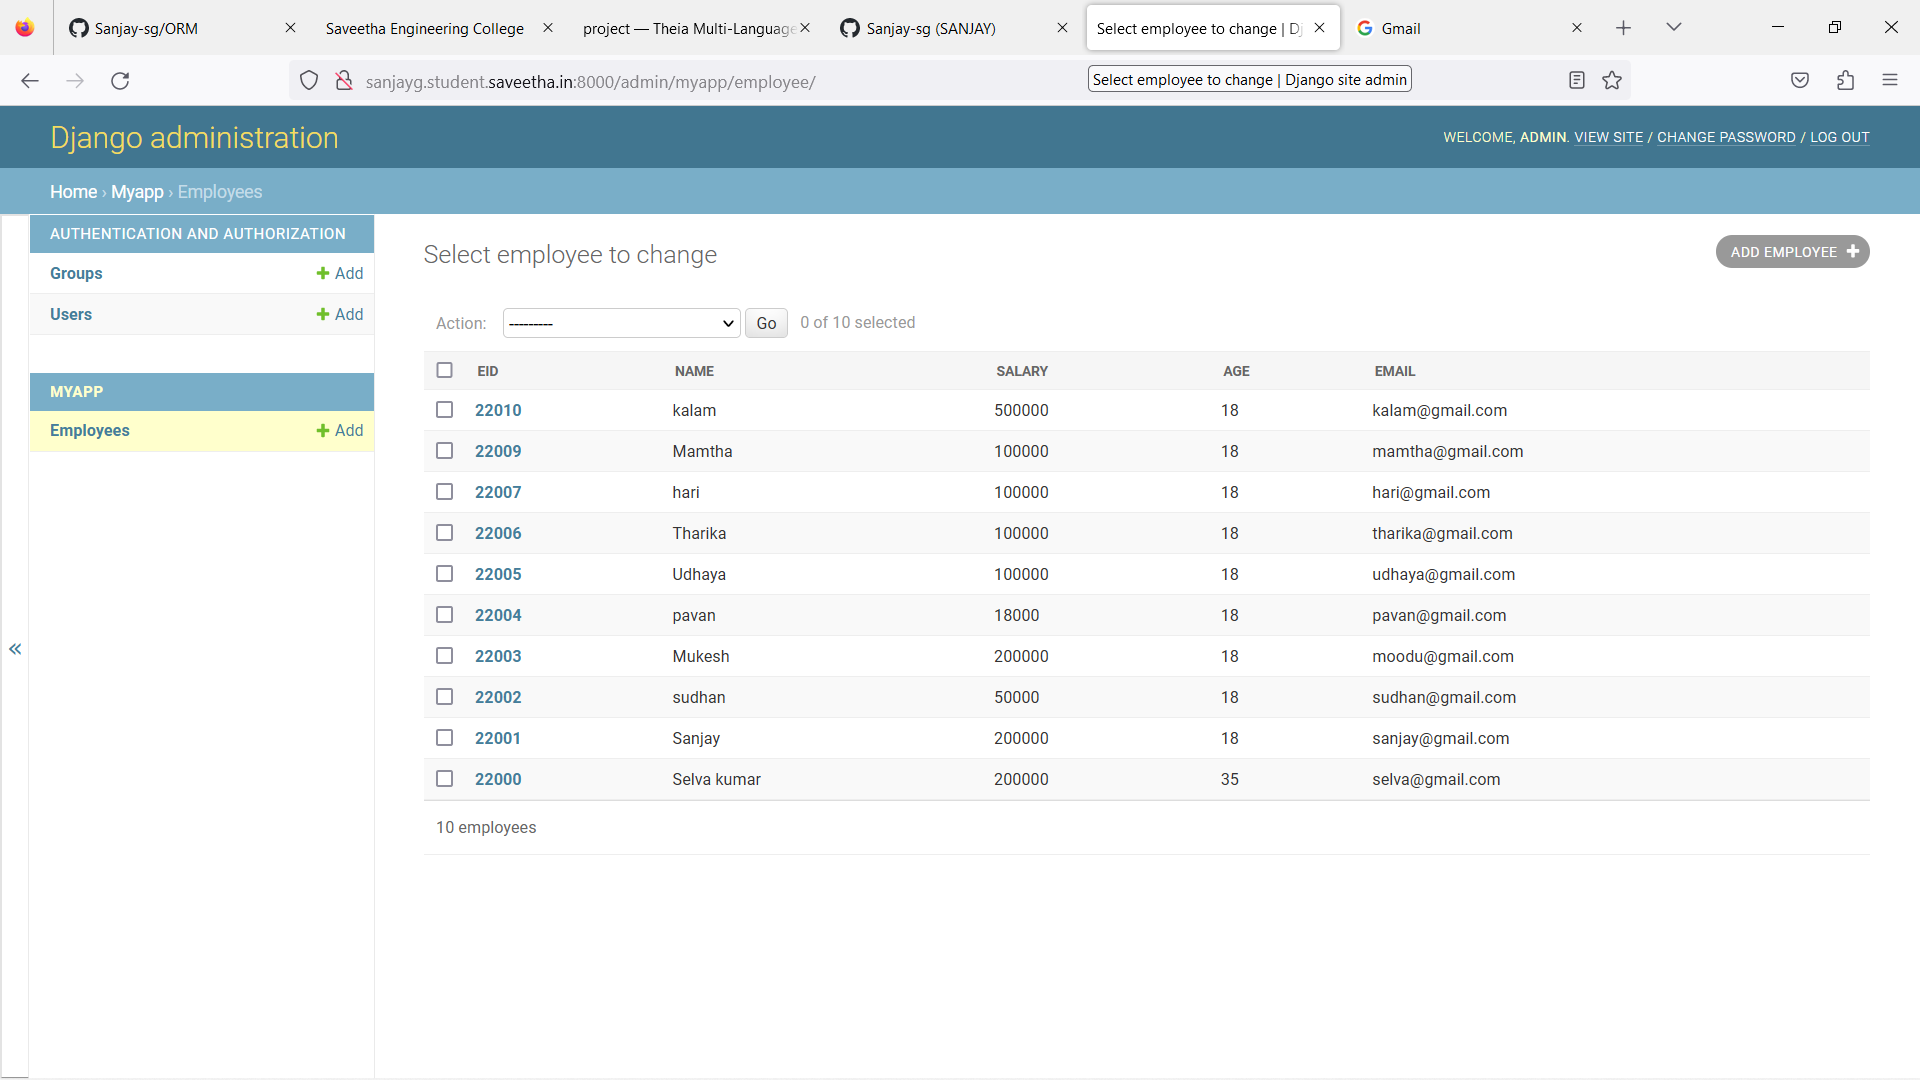 Sanjay-sg/ORM
Saveetha Engineering College
project — Theia Multi-Language
Sanjay-sg (SANJAY)
Select employee to change | Dj
Gmail
sanjayg.student.saveetha.in:8000/admin/myapp/employee/
Select employee to change | Django site admin
Django administration
WELCOME, ADMIN. VIEW SITE / CHANGE PASSWORD / LOG OUT
Home › Myapp › Employees
AUTHENTICATION AND AUTHORIZATION
Groups + Add
Users + Add
MYAPP
Employees + Add
«
Select employee to change
ADD EMPLOYEE +
Action: --------- Go 0 of 10 selected
EID NAME SALARY AGE EMAIL
22010 kalam 500000 18 kalam@gmail.com
22009 Mamtha 100000 18 mamtha@gmail.com
22007 hari 100000 18 hari@gmail.com
22006 Tharika 100000 18 tharika@gmail.com
22005 Udhaya 100000 18 udhaya@gmail.com
22004 pavan 18000 18 pavan@gmail.com
22003 Mukesh 200000 18 moodu@gmail.com
22002 sudhan 50000 18 sudhan@gmail.com
22001 Sanjay 200000 18 sanjay@gmail.com
22000 Selva kumar 200000 35 selva@gmail.com
10 employees